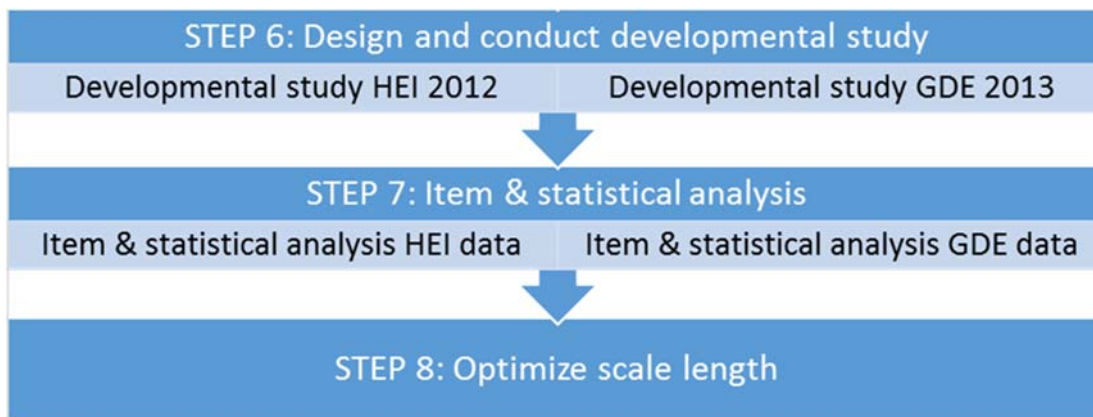 STEP 6: Design and conduct developmental study
Developmental study HEI 2012
Developmental study GDE 2013
STEP 7: Item & statistical analysis
Item & statistical analysis HEI data
Item & statistical analysis GDE data
STEP 8: Optimize scale length